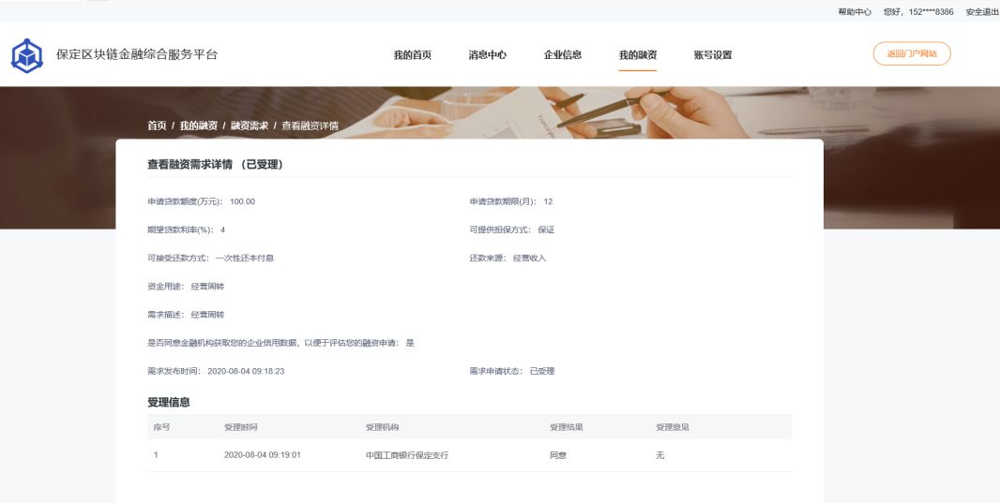 帮助中心 您好，152****8386 安全退出
保定区块链金融综合服务平台 我的首页 消息中心 企业信息 我的融资 账号设置 返回门户网站
首页 / 我的融资 / 融资需求 / 查看融资详情
查看融资需求详情 （已受理）
申请贷款额度(万元)： 100.00 申请贷款期限(月)： 12
期望贷款利率(%)： 4 可提供担保方式： 保证
可接受还款方式： 一次性还本付息 还款来源： 经营收入
资金用途： 经营周转
需求描述： 经营周转
是否同意金融机构获取您的企业信用数据，以便于评估您的融资申请： 是
需求发布时间： 2020-08-04 09:18:23 需求申请状态： 已受理
受理信息
序号 受理时间 受理机构 受理结果 受理意见
1 2020-08-04 09:19:01 中国工商银行保定支行 同意 无